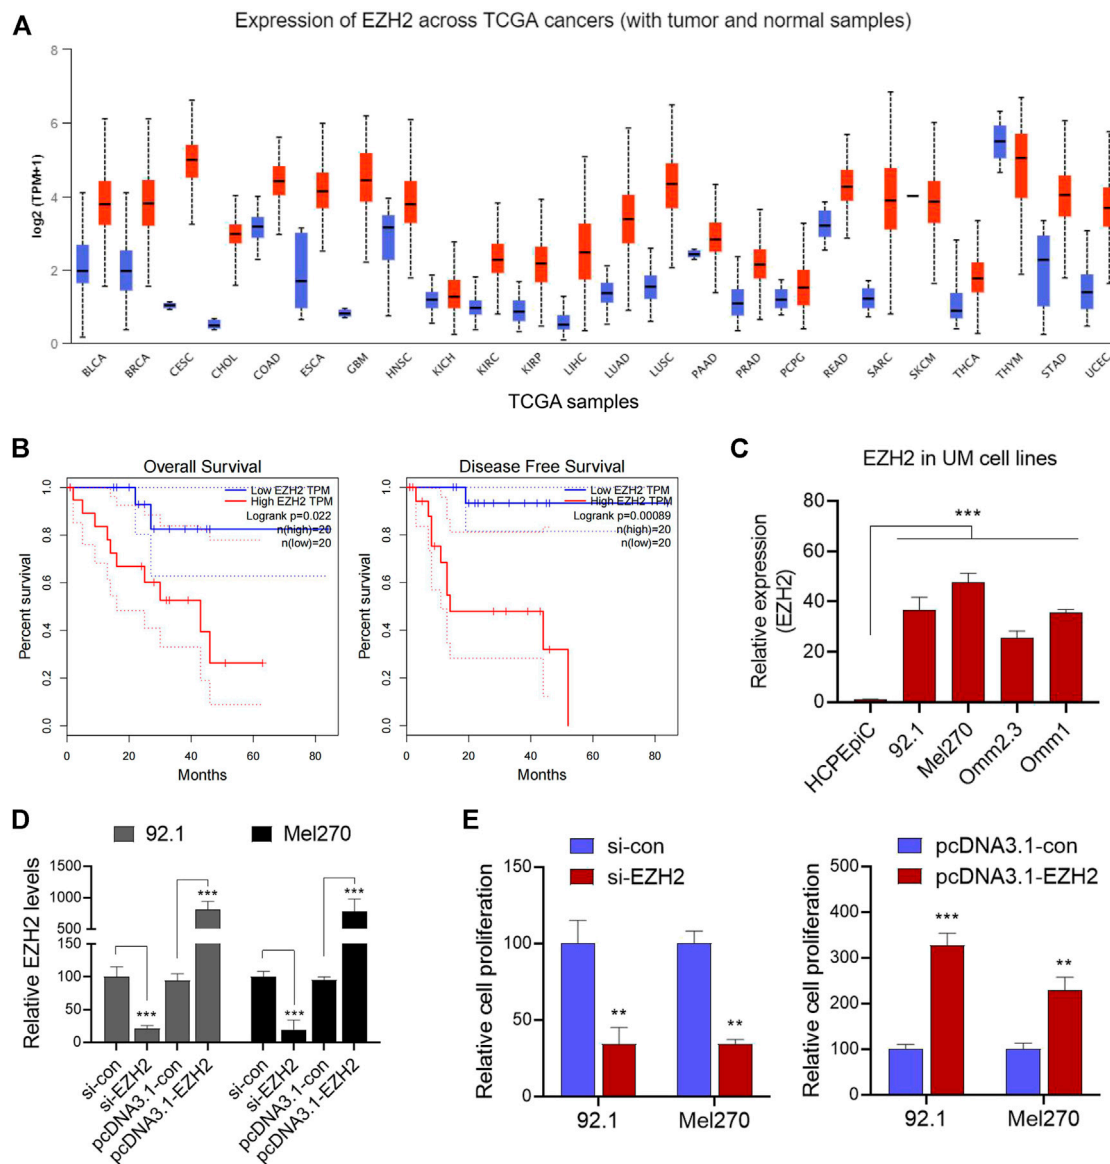 A
Expression of EZH2 across TCGA cancers (with tumor and normal samples)
log2 (TPM+1)
8
6
4
2
0
BLCA
BRCA
CESC
CHOL
COAD
ESCA
GBM
HNSC
KICH
KIRC
KIRP
LIHC
LUAD
LUSC
PAAD
PRAD
PCPG
READ
SARC
SKCM
THCA
THYM
STAD
UCEC
TCGA samples
B
Overall Survival
Low EZH2 TPM
High EZH2 TPM
Logrank p=0.022
n(high)=20
n(low)=20
Percent survival
1.0
0.8
0.6
0.4
0.2
0.0
0 20 40 60 80
Months
Disease Free Survival
Low EZH2 TPM
High EZH2 TPM
Logrank p=0.00089
n(high)=20
n(low)=20
Percent survival
1.0
0.8
0.6
0.4
0.2
0.0
0 20 40 60 80
Months
C
EZH2 in UM cell lines
Relative expression
(EZH2)
80
60
40
20
0
***
HCPEpiC
92.1
Mel270
Omm2.3
Omm1
D
92.1
Mel270
Relative EZH2 levels
1500
1000
500
150
100
50
0
***
***
***
***
si-con
si-EZH2
pcDNA3.1-con
pcDNA3.1-EZH2
si-con
si-EZH2
pcDNA3.1-con
pcDNA3.1-EZH2
E
si-con
si-EZH2
Relative cell proliferation
150
100
50
0
**
**
92.1
Mel270
pcDNA3.1-con
pcDNA3.1-EZH2
Relative cell proliferation
500
400
300
200
100
0
***
**
92.1
Mel270